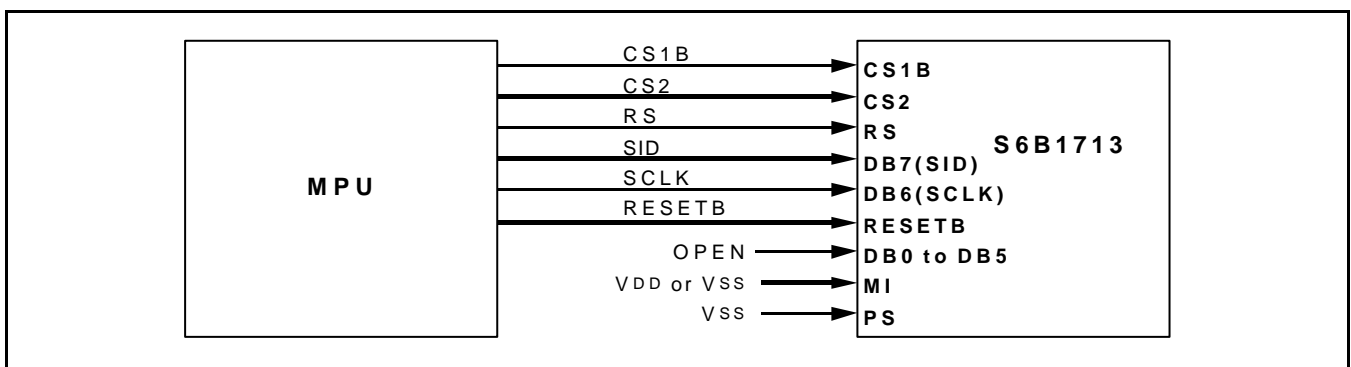 MPU
CS1B
CS2
RS
SID
SCLK
RESETB
OPEN
VDD or VSS
VSS
CS1B
CS2
RS
DB7(SID)
DB6(SCLK)
RESETB
DB0 to DB5
MI
PS
S6B1713